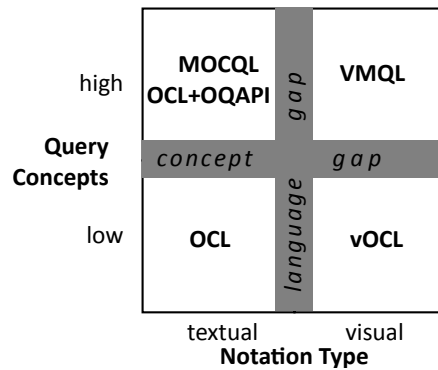 high
MOCQL
OCL+OQAPI
VMQL
language gap
Query
Concepts
concept gap
low
OCL
vOCL
textual
visual
Notation Type